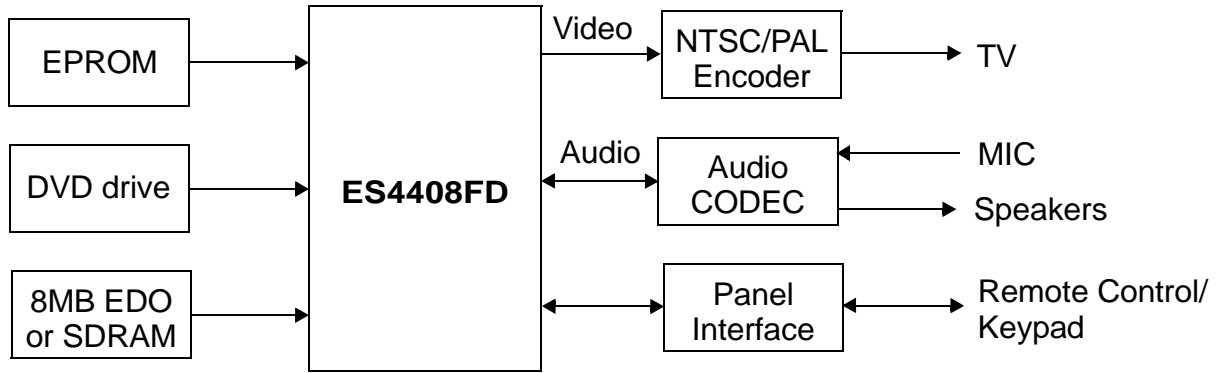 EPROM
DVD drive
8MB EDO
or SDRAM
ES4408FD
Video
NTSC/PAL
Encoder
TV
Audio
Audio
CODEC
MIC
Speakers
Panel
Interface
Remote Control/
Keypad